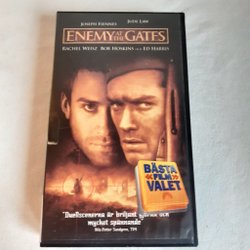 JOSEPH FIENNES JUDE LAW
ENEMY AT THE GATES
RACHEL WEISZ BOB HOSKINS ED HARRIS
BÄSTA
FILM
VALET
"Duellscenerna är briljant
mycket spännande."